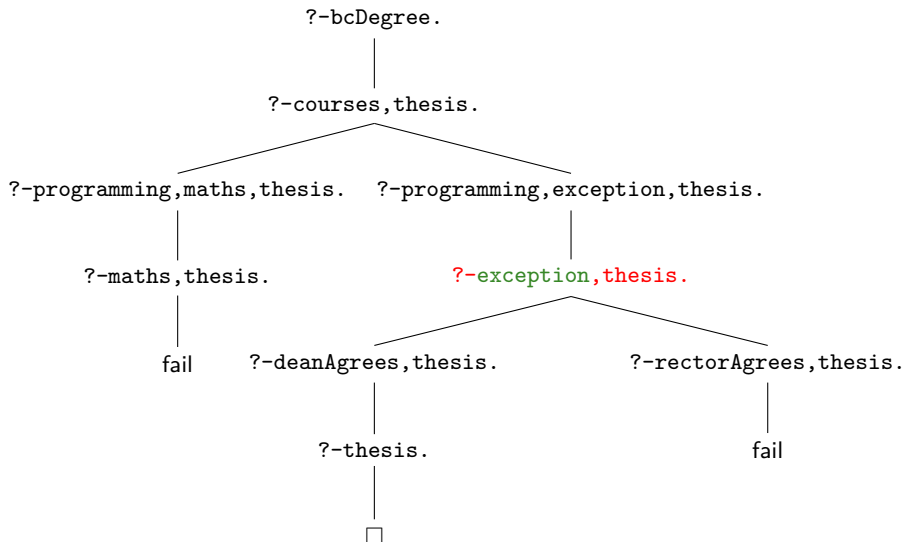 ?-bcDegree.
?-courses,thesis.
?-programming,maths,thesis. ?-programming,exception,thesis.
?-maths,thesis. ?-exception,thesis.
fail ?-deanAgrees,thesis. ?-rectorAgrees,thesis.
?-thesis. fail